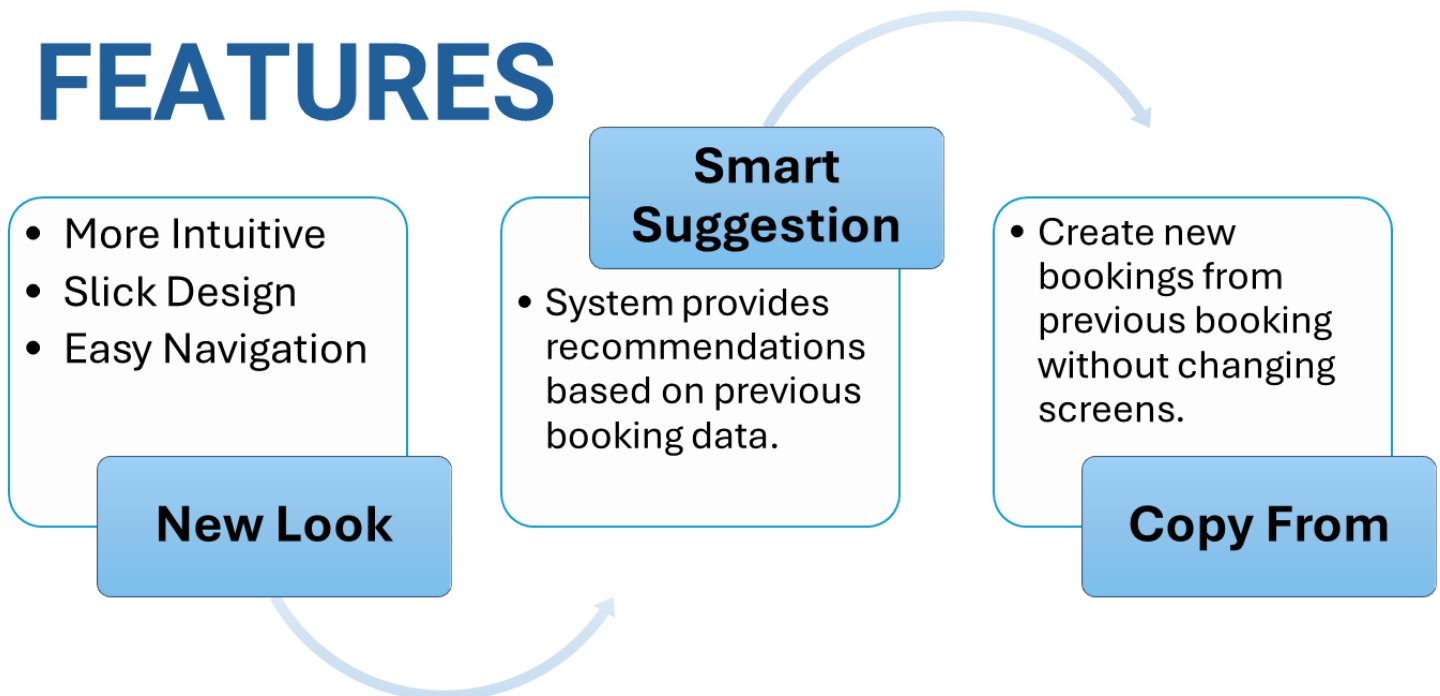 FEATURES
• More Intuitive
• Slick Design
• Easy Navigation
New Look
Smart
Suggestion
• System provides
recommendations
based on previous
booking data.
• Create new
bookings from
previous booking
without changing
screens.
Copy From